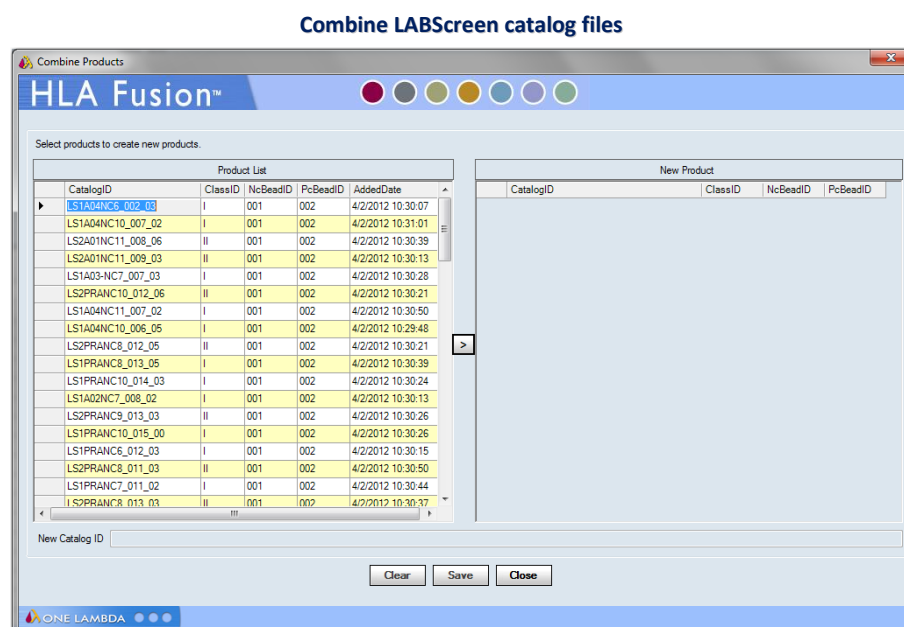 Combine LABScreen catalog files
Combine Products
HLA Fusion™
Select products to create new products.
Product List
CatalogID ClassID NcBeadID PcBeadID AddedDate
LS1A04NC6_002_03 I 001 002 4/2/2012 10:30:07
LS1A04NC10_007_02 I 001 002 4/2/2012 10:31:01
LS2A01NC11_008_06 II 001 002 4/2/2012 10:30:39
LS2A01NC11_009_03 II 001 002 4/2/2012 10:30:13
LS1A03-NC7_007_03 I 001 002 4/2/2012 10:30:28
LS2PRANC10_012_06 II 001 002 4/2/2012 10:30:21
LS1A04NC11_007_02 I 001 002 4/2/2012 10:30:50
LS1A04NC10_006_05 I 001 002 4/2/2012 10:29:48
LS2PRANC8_012_05 II 001 002 4/2/2012 10:30:21
LS1PRANC8_013_05 I 001 002 4/2/2012 10:30:39
LS1PRANC10_014_03 I 001 002 4/2/2012 10:30:24
LS1A02NC7_008_02 I 001 002 4/2/2012 10:30:13
LS2PRANC9_013_03 II 001 002 4/2/2012 10:30:26
LS1PRANC10_015_00 I 001 002 4/2/2012 10:30:26
LS1PRANC6_012_03 I 001 002 4/2/2012 10:30:15
LS2PRANC8_011_03 II 001 002 4/2/2012 10:30:50
LS1PRANC7_011_02 I 001 002 4/2/2012 10:30:44
LS2PRANC8_013_03 II 001 002 4/2/2012 10:30:37
>
New Product
CatalogID ClassID NcBeadID PcBeadID
New Catalog ID
Clear Save Close
ONE LAMBDA